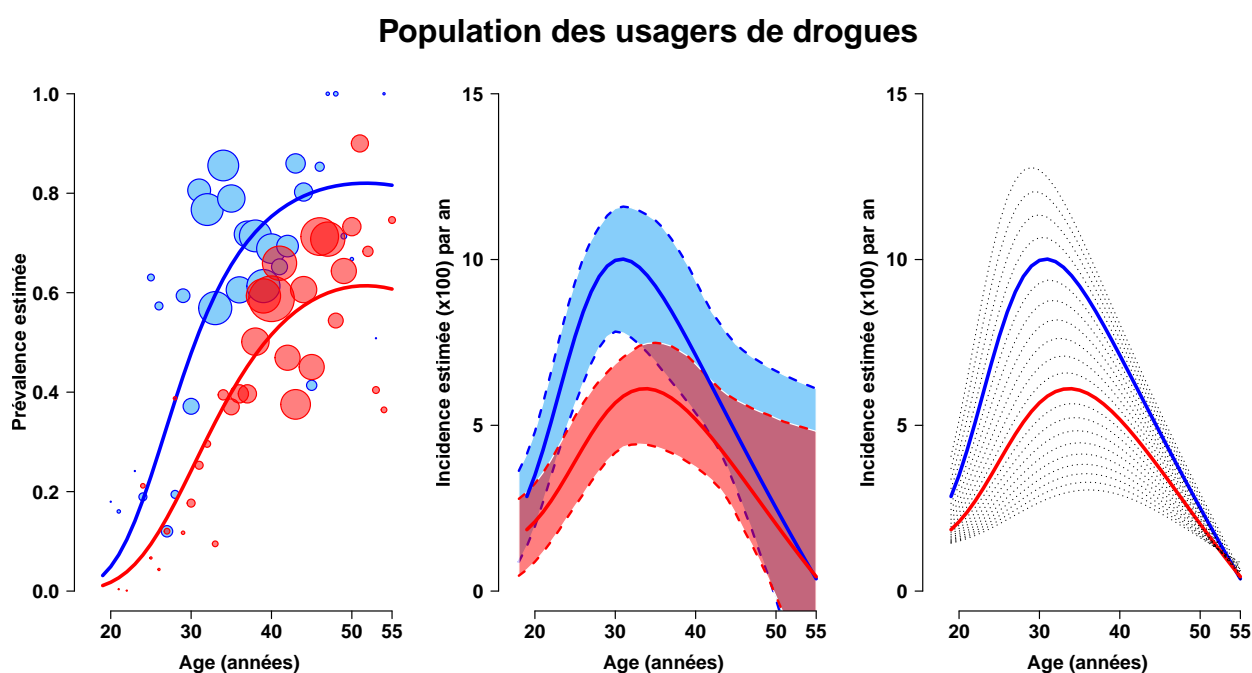 Population des usagers de drogues
Prévalence estimée
1.0
0.8
0.6
0.4
0.2
0.0
20 30 40 50 55
Age (années)
Incidence estimée (x100) par an
15
10
5
0
20 30 40 50 55
Age (années)
Incidence estimée (x100) par an
15
10
5
0
20 30 40 50 55
Age (années)